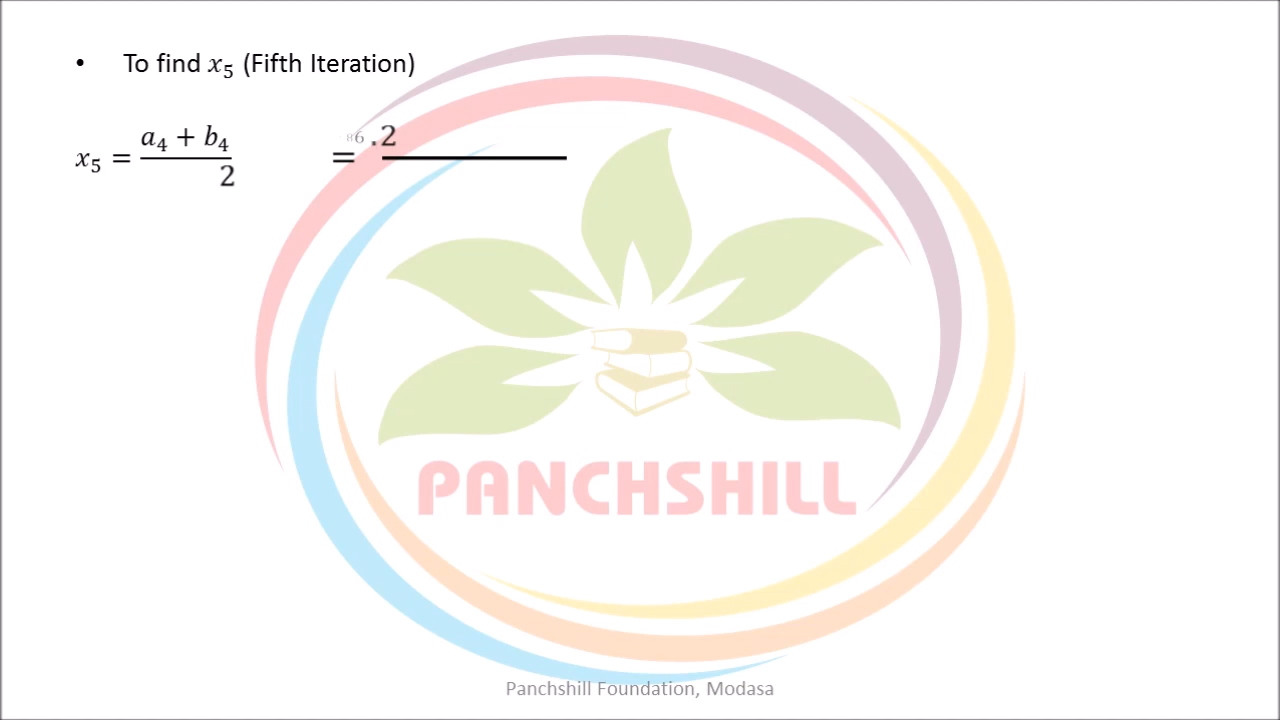 • To find x₅ (Fifth Iteration)
x₅ = (a₄ + b₄)/2 = .2
PANCHSHILL
Panchshill Foundation, Modasa